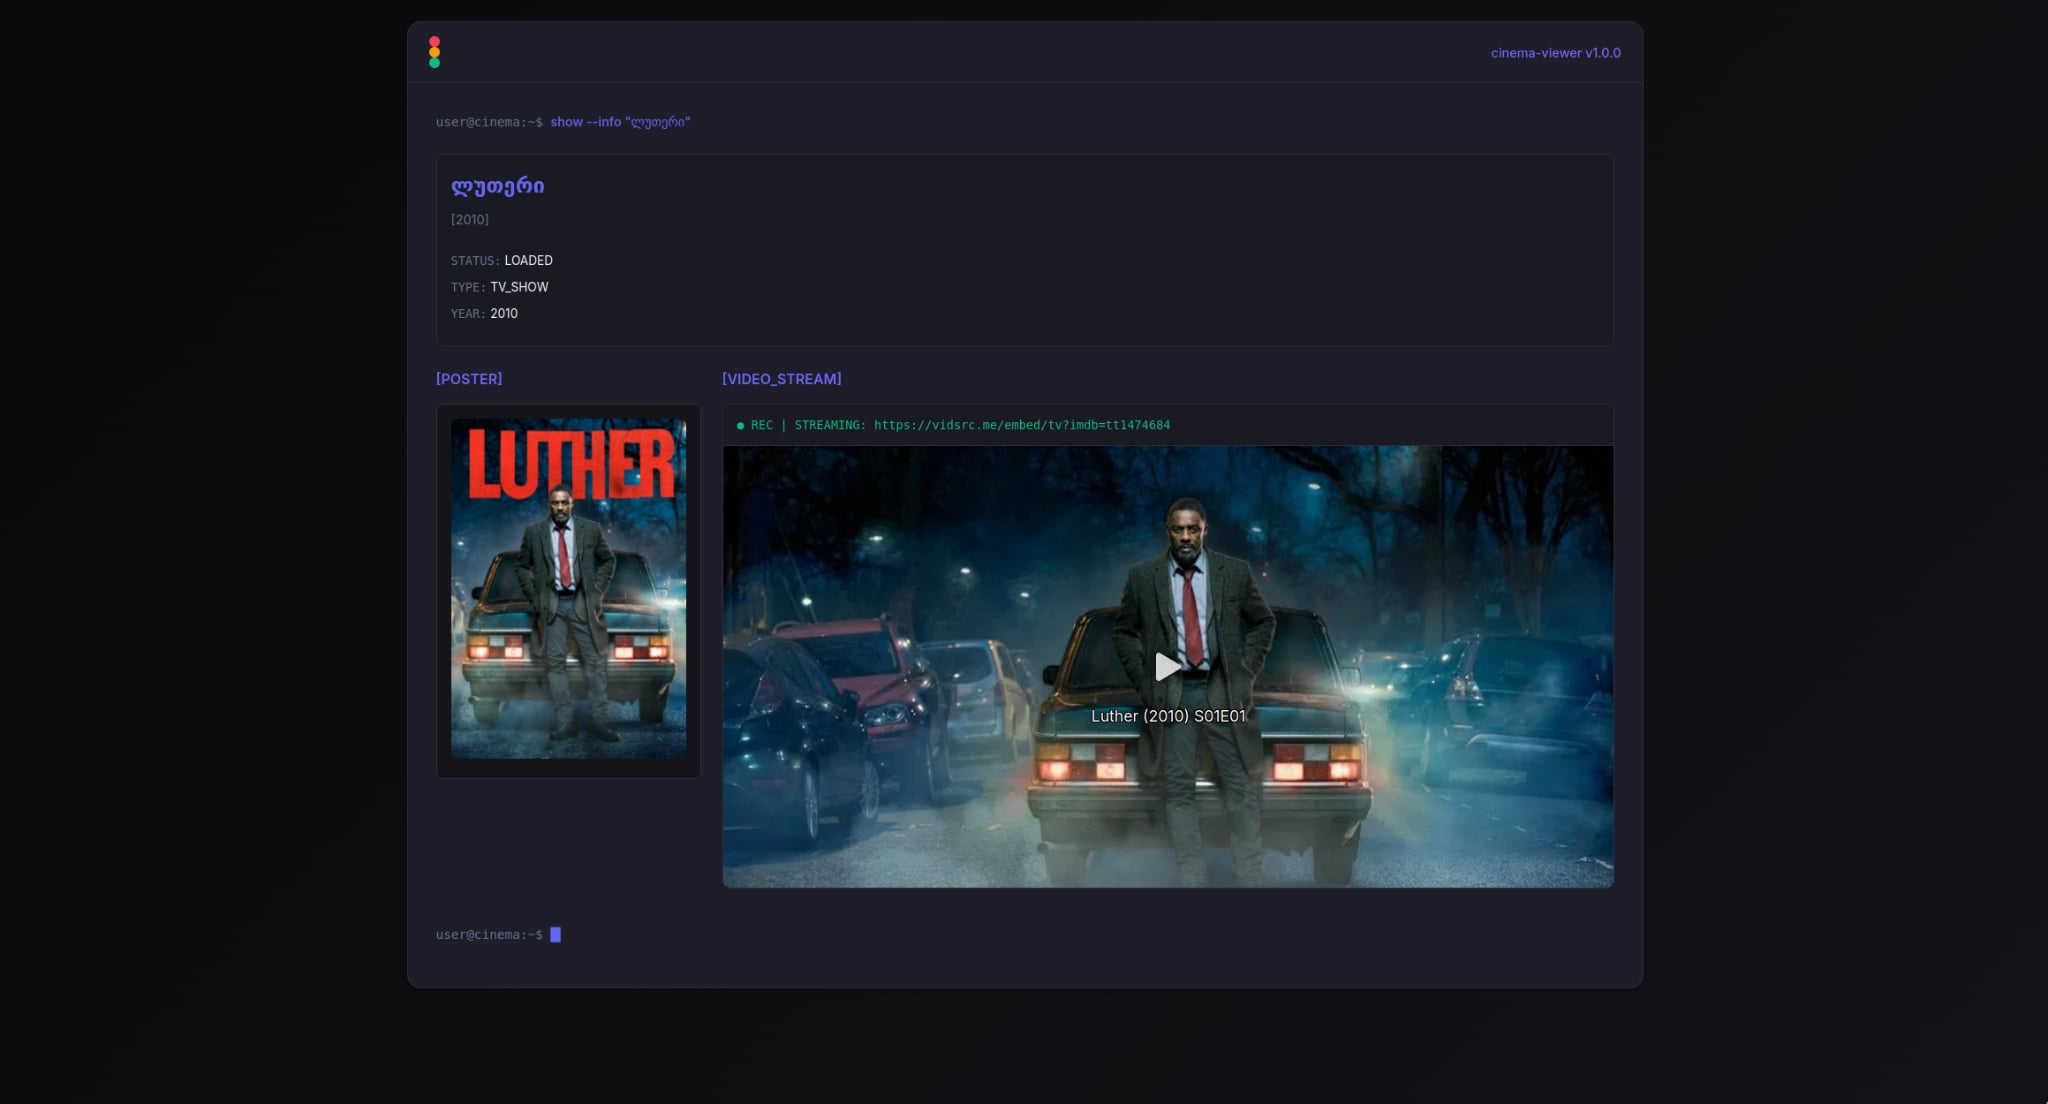 cinema-viewer v1.0.0
user@cinema:~$ show --info "ლუთერი"
ლუთერი
[2010]
STATUS: LOADED
TYPE: TV_SHOW
YEAR: 2010
[POSTER]
LUTHER
[VIDEO_STREAM]
● REC | STREAMING: https://vidsrc.me/embed/tv?imdb=tt1474684
Luther (2010) S01E01
user@cinema:~$